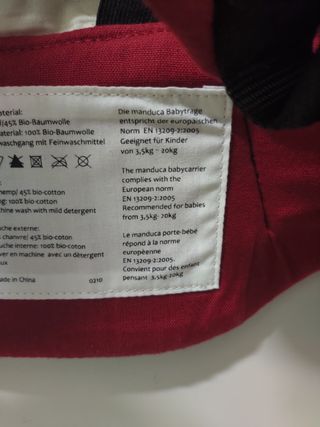 aterial:
/45% Bio-Baumwolle
aterial: 100% Bio-Baumwolle
waschgang mit Feinwaschmittel
hemp/ 45% bio-cotton
g: 100% bio-cotton
hine wash with mild detergent
uche externe:
chanvre/ 45% bio-coton
uche interne: 100% bio-coton
ver en machine avec un détergent
ux
ade in China 0210
Die manduca Babytrage
entspricht der europäischen
Norm EN 13209-2:2005
Geeignet für Kinder
von 3,5kg - 20kg
The manduca babycarrier
complies with the
European norm
EN 13209-2:2005
Recommended for babies
from 3,5kg- 20kg
Le manduca porte-bébé
répond à la norme
européenne
EN 13209-2:2005.
Convient pour des enfant
pensant 3,5kg-20kg